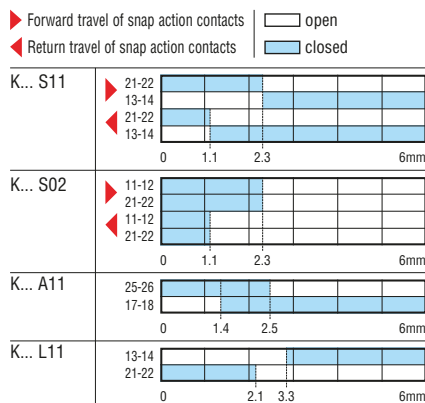 Forward travel of snap action contacts open
Return travel of snap action contacts closed
K... S11
21-22
13-14
21-22
13-14
0 1.1 2.3 6mm
K... S02
11-12
21-22
11-12
21-22
0 1.1 2.3 6mm
K... A11
25-26
17-18
0 1.4 2.5 6mm
K... L11
13-14
21-22
0 2.1 3.3 6mm